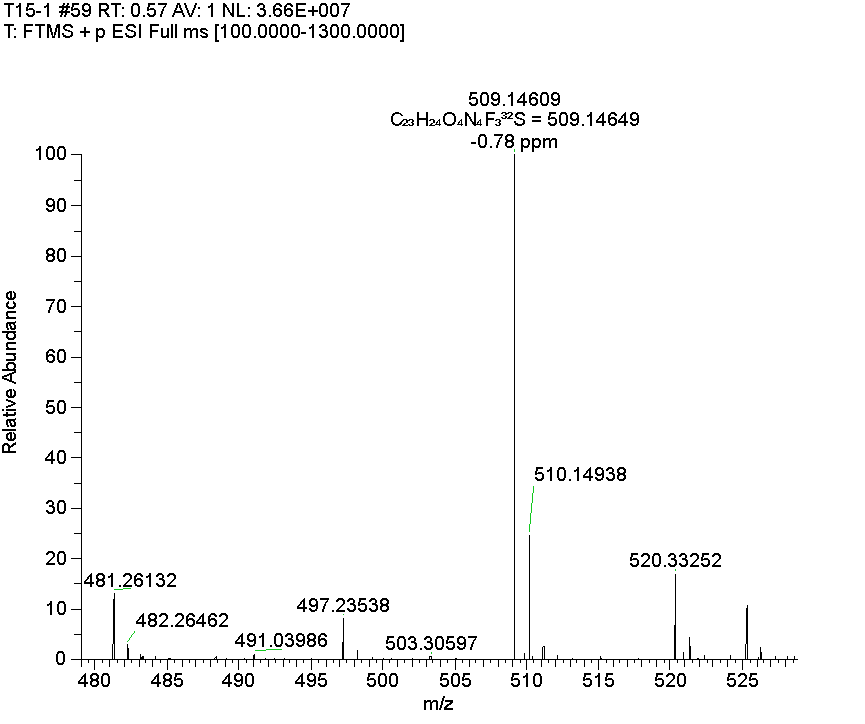 T15-1 #59 RT: 0.57 AV: 1 NL: 3.66E+007
T: FTMS + p ESI Full ms [100.0000-1300.0000]
509.14609
C₂₃H₂₄O₄N₄F₃³²S = 509.14649
-0.78 ppm
100
90
80
70
60
50
40
30
20
10
0
Relative Abundance
510.14938
520.33252
481.26132
497.23538
482.26462
491.03986
503.30597
480 485 490 495 500 505 510 515 520 525
m/z